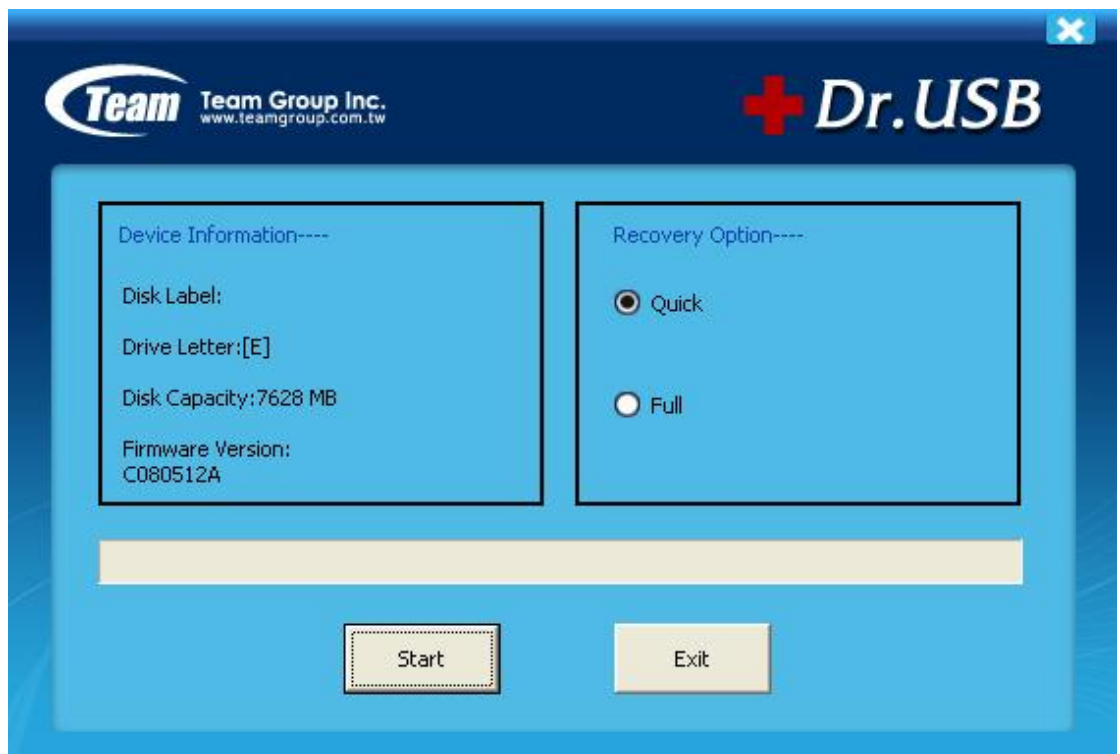 Team Team Group Inc.
www.teamgroup.com.tw
Dr.USB
Device Information----
Disk Label:
Drive Letter:[E]
Disk Capacity:7628 MB
Firmware Version:
C080512A
Recovery Option----
Quick
Full
Start
Exit